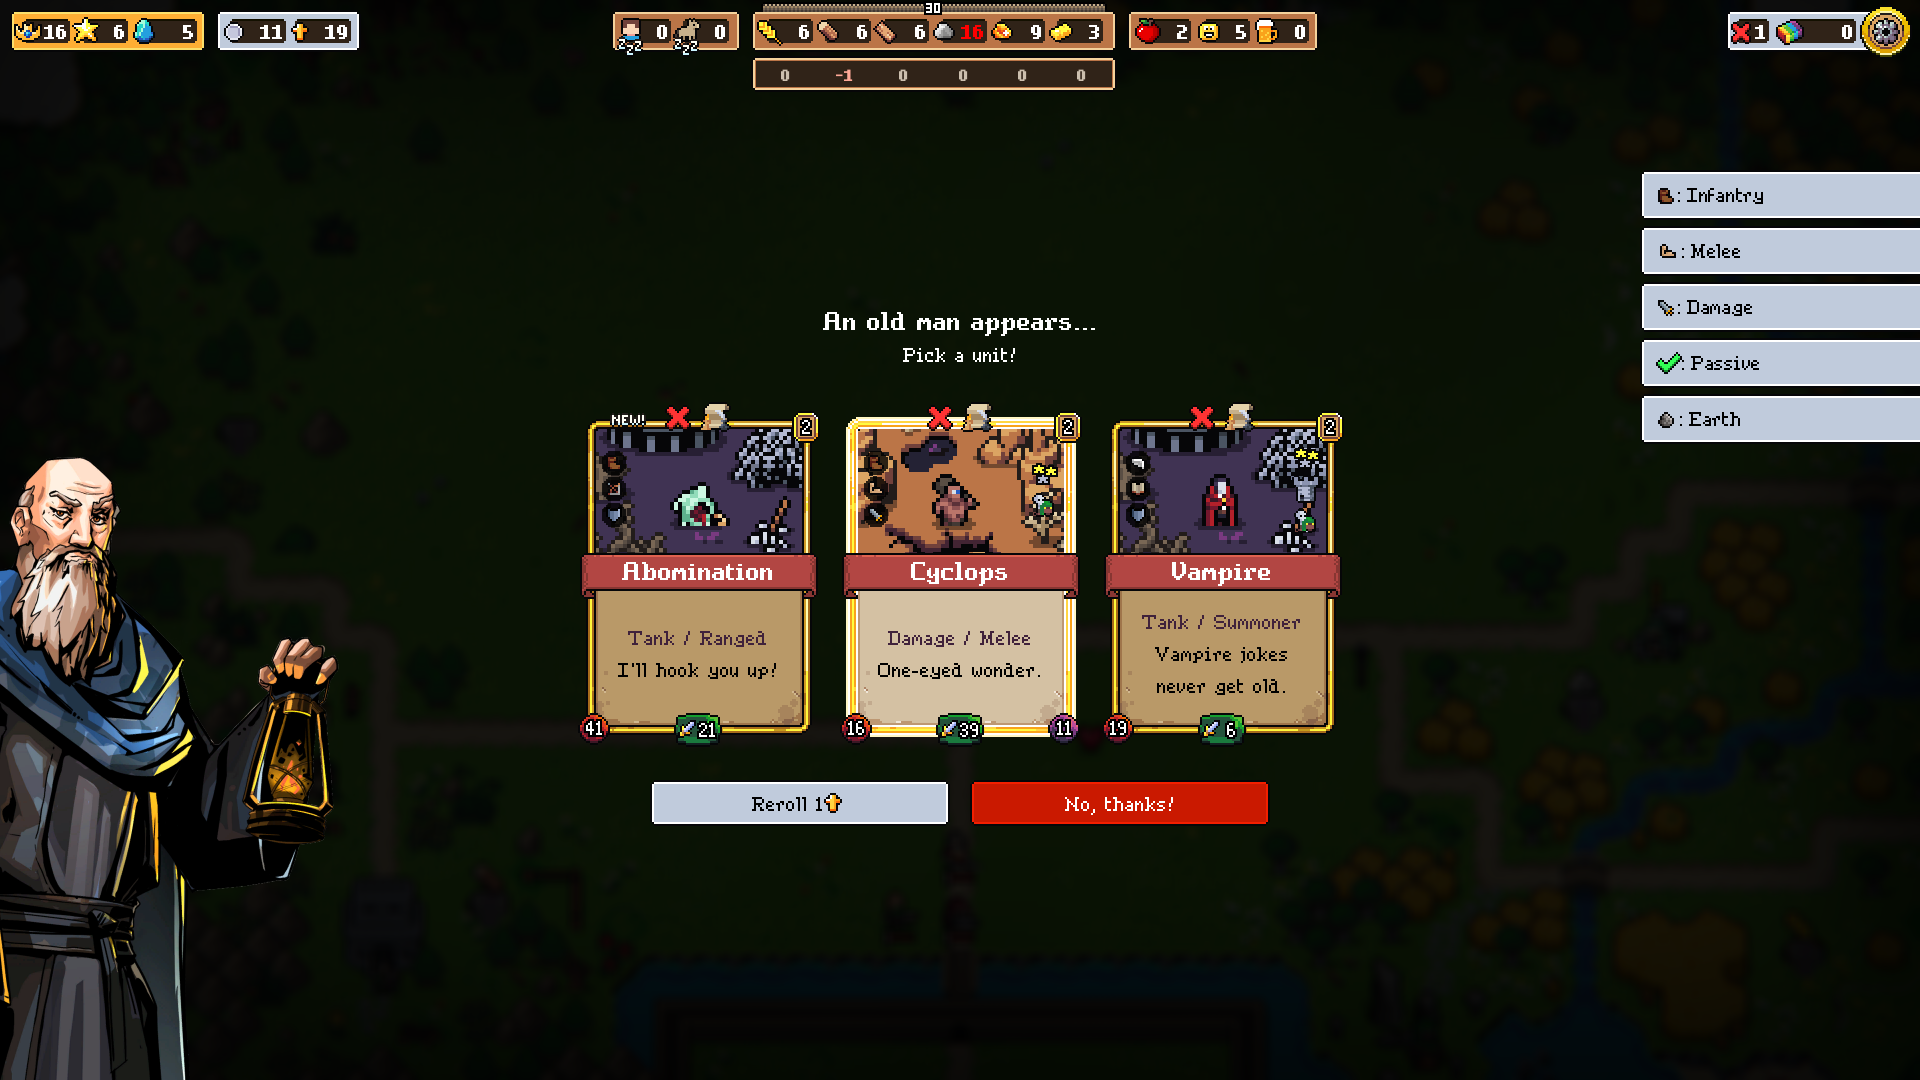 16 6 5
11 19
0 0
30
6 6 6 16 9 3
2 5 0
1 0
0 -1 0 0 0 0
: Infantry
: Melee
: Damage
: Passive
: Earth
An old man appears...
Pick a unit!
NEW!
2
2
2
Abomination
Tank / Ranged
I'll hook you up!
41 21
Cyclops
Damage / Melee
One-eyed wonder.
16 39 11
Vampire
Tank / Summoner
Vampire jokes
never get old.
19 6
Reroll 1
No, thanks!